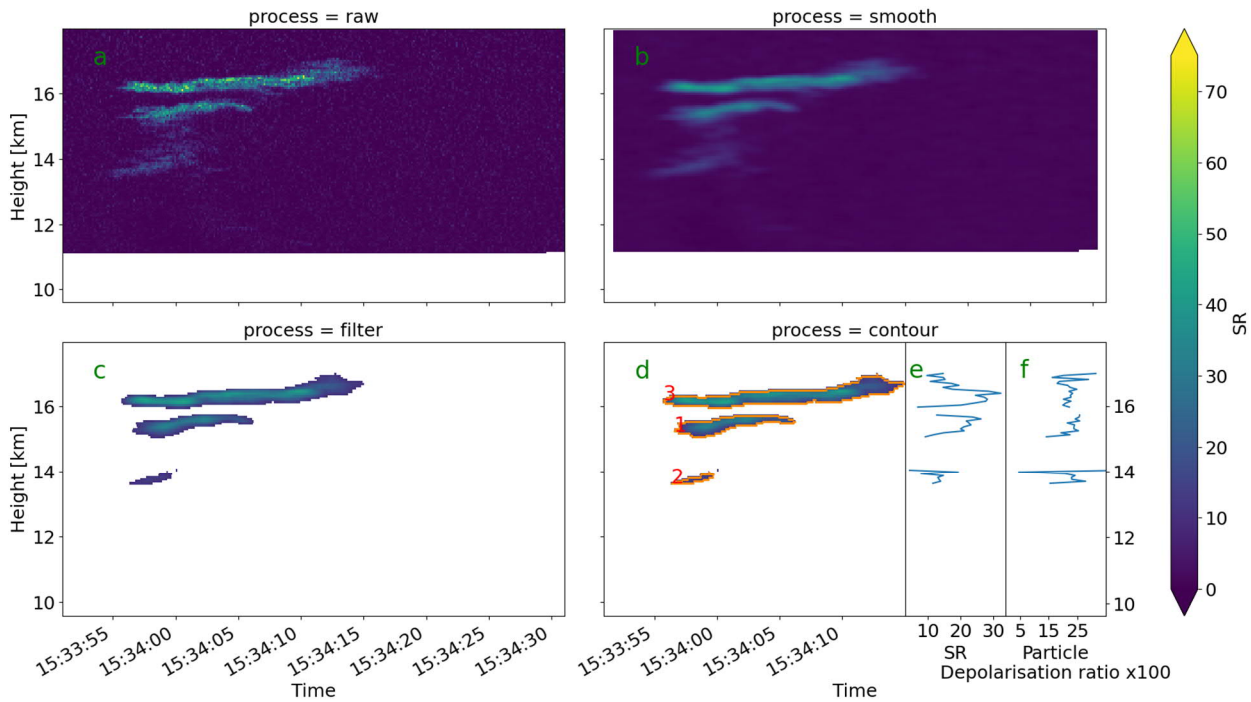 process = raw
process = smooth
a
b
Height [km]
16
14
12
10
70
60
50
40
30
20
10
0
SR
process = filter
process = contour
c
d
e
f
3
1
2
Height [km]
16
14
12
10
16
14
12
10
15:33:55
15:34:00
15:34:05
15:34:10
15:34:15
15:34:20
15:34:25
15:34:30
Time
15:33:55
15:34:00
15:34:05
15:34:10
Time
10 20 30
SR
5 15 25
Particle
Depolarisation ratio x100